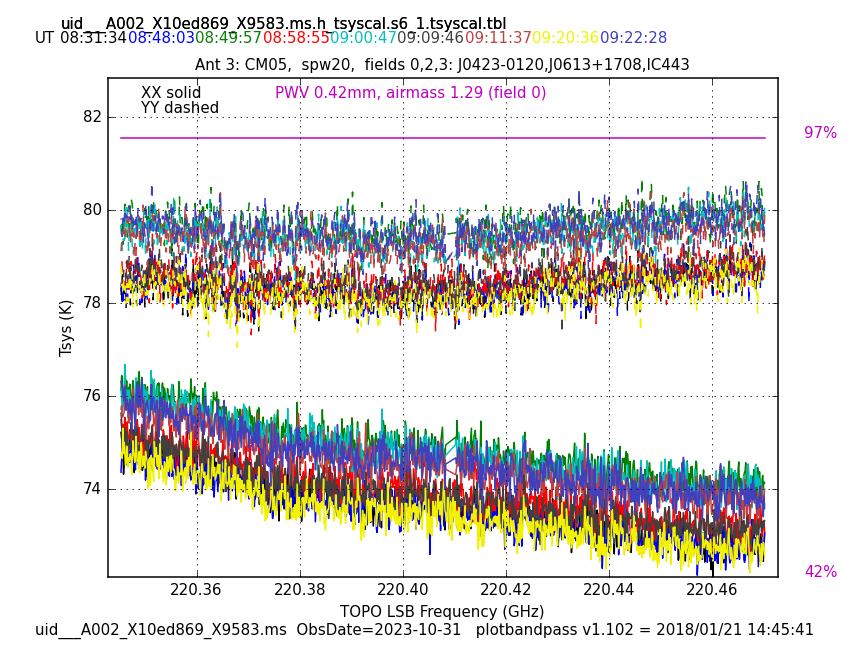 uid___A002_X10ed869_X9583.ms.h_tsyscal.s6_1.tsyscal.tbl
UT 08:31:34 08:48:03 08:49:57 08:58:55 09:00:47 09:09:46 09:11:37 09:20:36 09:22:28
Ant 3: CM05,  spw20,  fields 0,2,3: J0423-0120,J0613+1708,IC443
XX solid PWV 0.42mm, airmass 1.29 (field 0)
YY dashed
82
97%
80
78
Tsys (K)
76
74
42%
220.36 220.38 220.40 220.42 220.44 220.46
TOPO LSB Frequency (GHz)
uid___A002_X10ed869_X9583.ms  ObsDate=2023-10-31   plotbandpass v1.102 = 2018/01/21 14:45:41